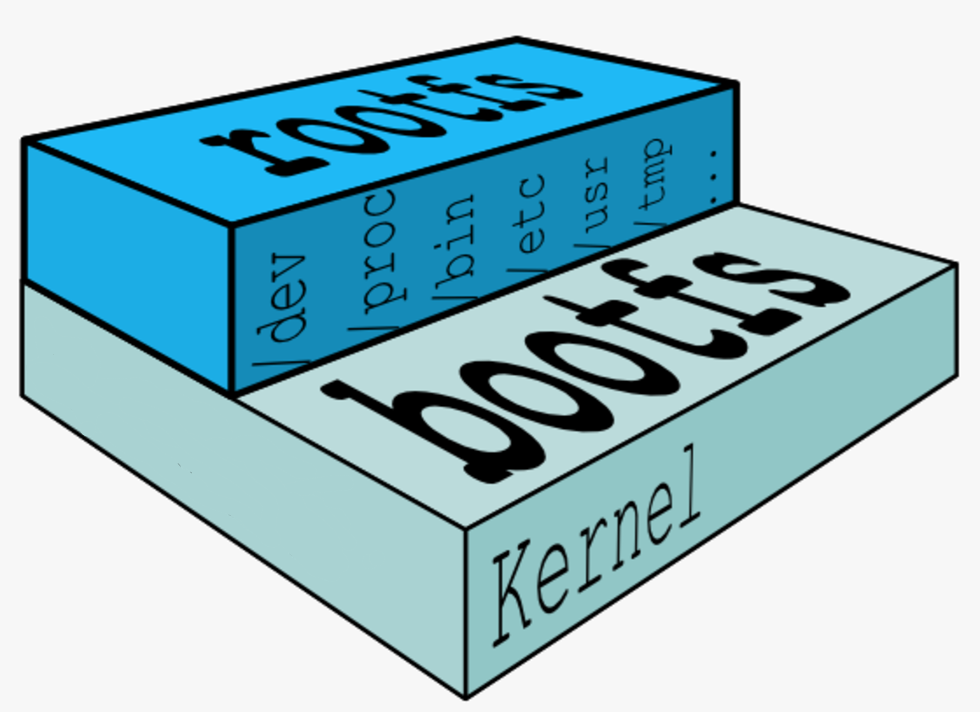 rootfs
/dev
/proc
/bin
/etc
/usr
/tmp
...
bootfs
Kernel